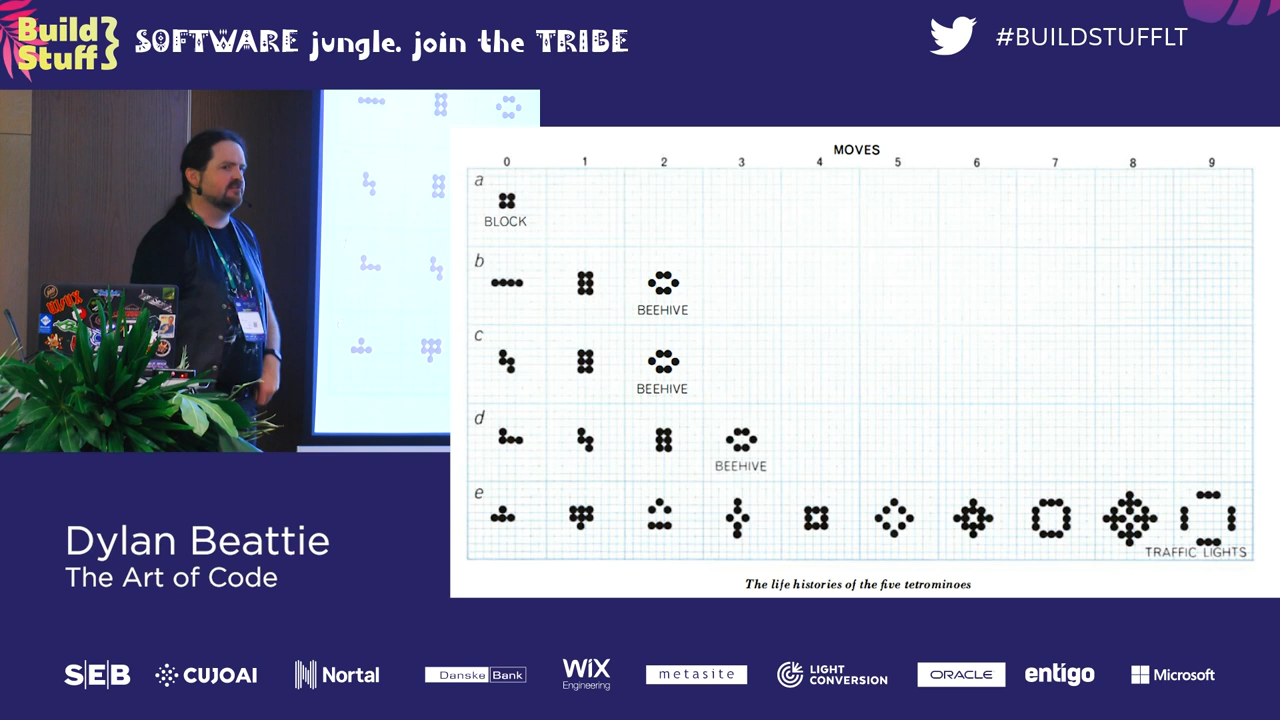 Build
Stuff
SOFTWARE jungle. join the TRIBE
#BUILDSTUFFLT
MOVES
0 1 2 3 4 5 6 7 8 9
a
BLOCK
b
BEEHIVE
c
BEEHIVE
d
BEEHIVE
e
TRAFFIC LIGHTS
The life histories of the five tetrominoes
UI/UX
Dylan Beattie
The Art of Code
SEB
CUJOAI
Nortal
Danske Bank
WiX
Engineering
metasite
LIGHT
CONVERSION
ORACLE
entigo
Microsoft